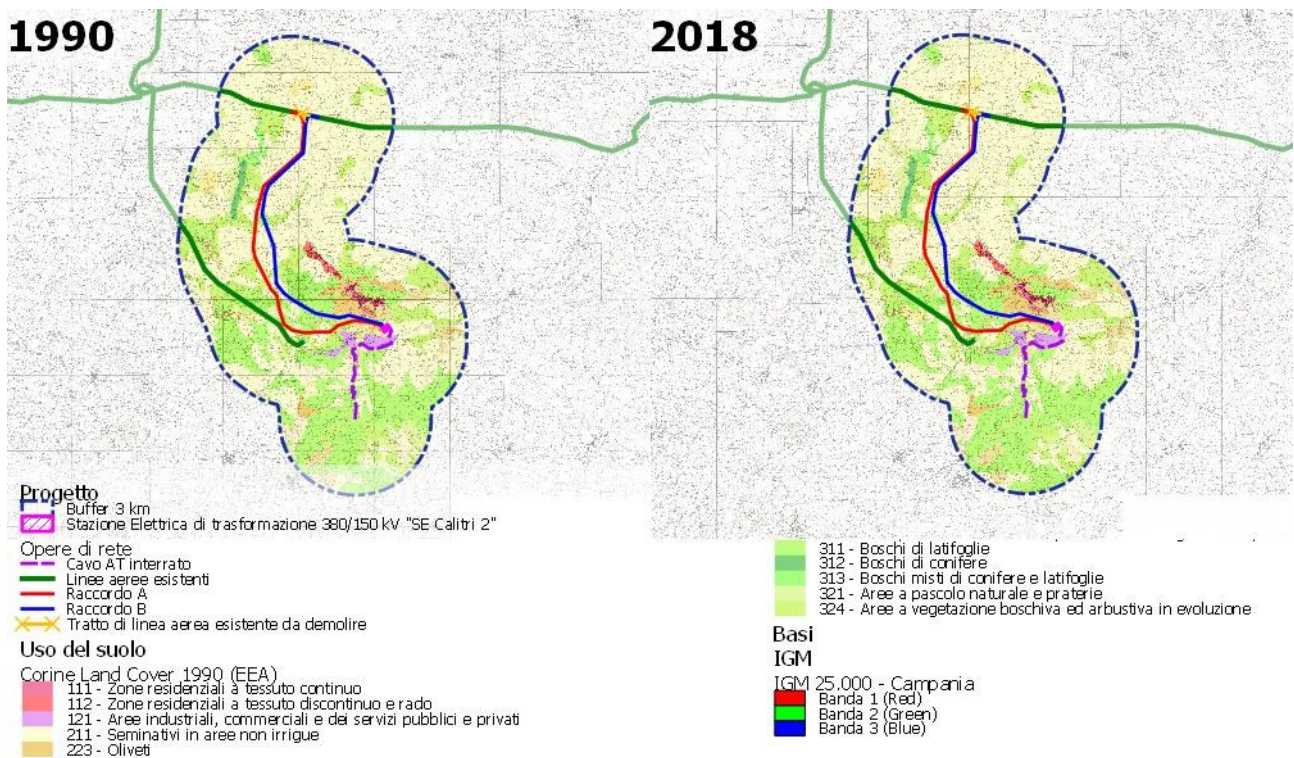 1990
2018
Progetto
Buffer 3 km
Stazione Elettrica di trasformazione 380/150 kV "SE Calitri 2"
Opere di rete
Cavo AT interrato
Linee aeree esistenti
Raccordo A
Raccordo B
Tratto di linea aerea esistente da demolire
Uso del suolo
Corine Land Cover 1990 (EEA)
111 - Zone residenziali a tessuto continuo
112 - Zone residenziali a tessuto discontinuo e rado
121 - Aree industriali, commerciali e dei servizi pubblici e privati
211 - Seminativi in aree non irrigue
223 - Oliveti
311 - Boschi di latifoglie
312 - Boschi di conifere
313 - Boschi misti di conifere e latifoglie
321 - Aree a pascolo naturale e praterie
324 - Aree a vegetazione boschiva ed arbustiva in evoluzione
Basi
IGM
IGM 25.000 - Campania
Banda 1 (Red)
Banda 2 (Green)
Banda 3 (Blue)